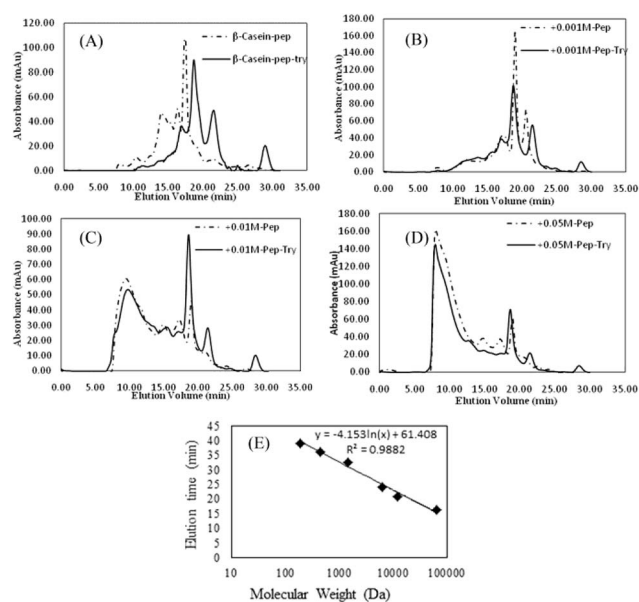 (A)
β-Casein-pep
β-Casein-pep-try
Absorbance (mAu)
120.00
100.00
80.00
60.00
40.00
20.00
0.00
0.00 5.00 10.00 15.00 20.00 25.00 30.00 35.00
Elution Volume (min)
(B)
+0.001M-Pep
+0.001M-Pep-Try
Absorbance (mAu)
180.00
160.00
140.00
120.00
100.00
80.00
60.00
40.00
20.00
0.00
0.00 5.00 10.00 15.00 20.00 25.00 30.00 35.00
Elution Volume (min)
(C)
+0.01M-Pep
+0.01M-Pep-Try
Absorbance (mAu)
100.00
90.00
80.00
70.00
60.00
50.00
40.00
30.00
20.00
10.00
0.00
0.00 5.00 10.00 15.00 20.00 25.00 30.00 35.00
Elution Volume (min)
(D)
+0.05M-Pep
+0.05M-Pep-Try
Absorbance (mAu)
180.00
160.00
140.00
120.00
100.00
80.00
60.00
40.00
20.00
0.00
0.00 5.00 10.00 15.00 20.00 25.00 30.00 35.00
Elution Volume (min)
(E)
y = -4.153ln(x) + 61.408
R² = 0.9882
Elution time (min)
45
40
35
30
25
20
15
10
5
0
10 100 1000 10000 100000
Molecular Weight (Da)